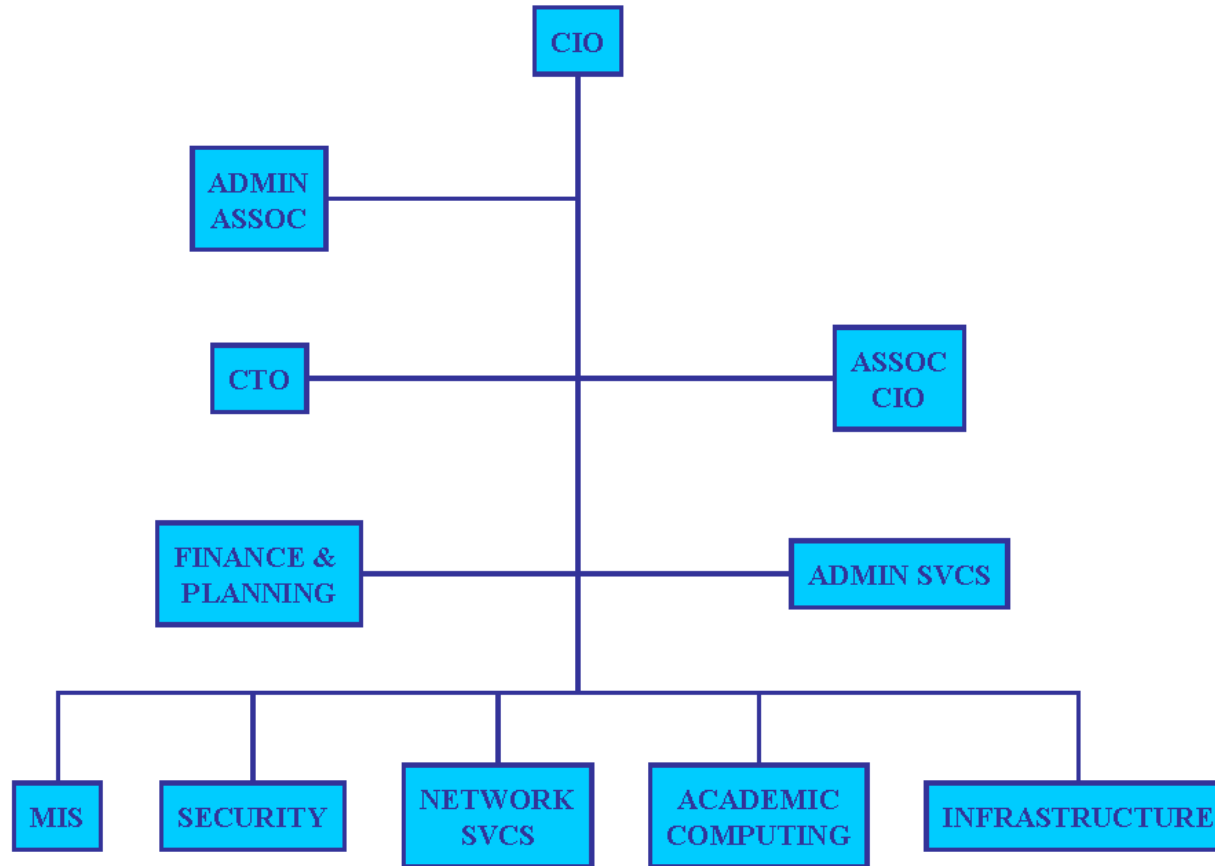 CIO
ADMIN
ASSOC
CTO
ASSOC
CIO
FINANCE &
PLANNING
ADMIN SVCS
MIS
SECURITY
NETWORK
SVCS
ACADEMIC
COMPUTING
INFRASTRUCTURE